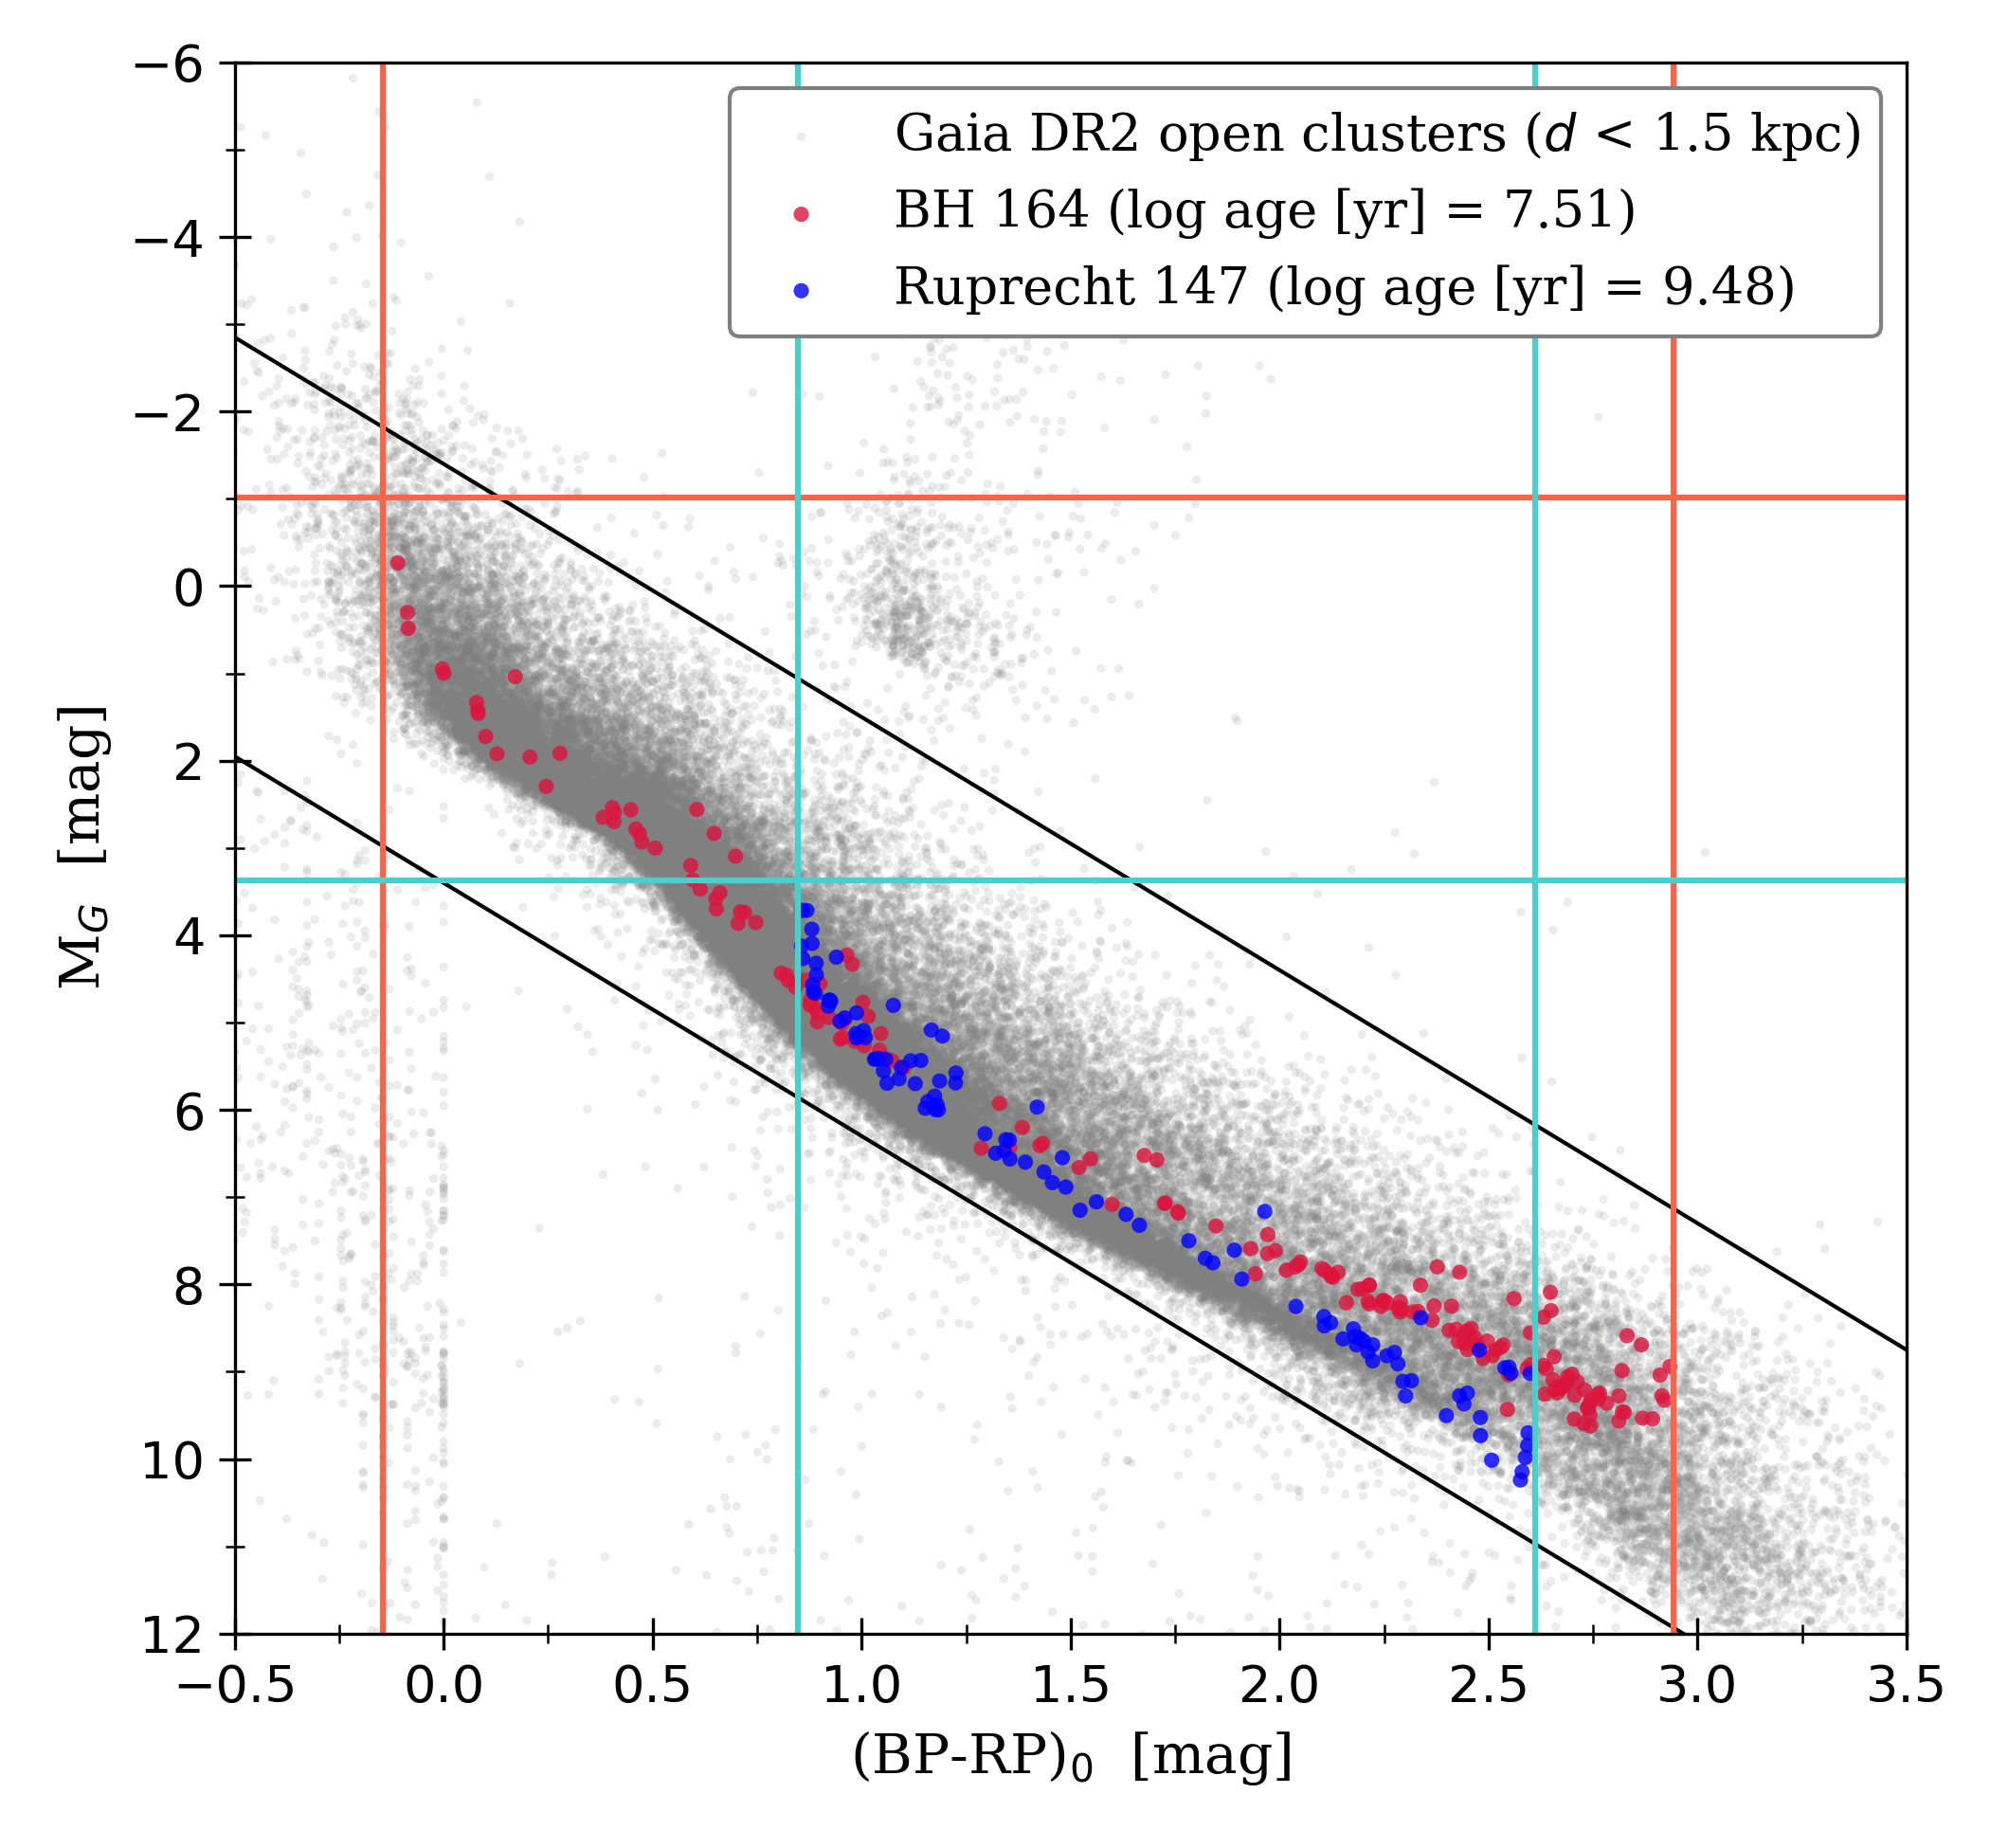 Gaia DR2 open clusters (d < 1.5 kpc)
BH 164 (log age [yr] = 7.51)
Ruprecht 147 (log age [yr] = 9.48)
−6
−4
−2
0
2
4
6
8
10
12
M_G [mag]
−0.5 0.0 0.5 1.0 1.5 2.0 2.5 3.0 3.5
(BP-RP)₀ [mag]